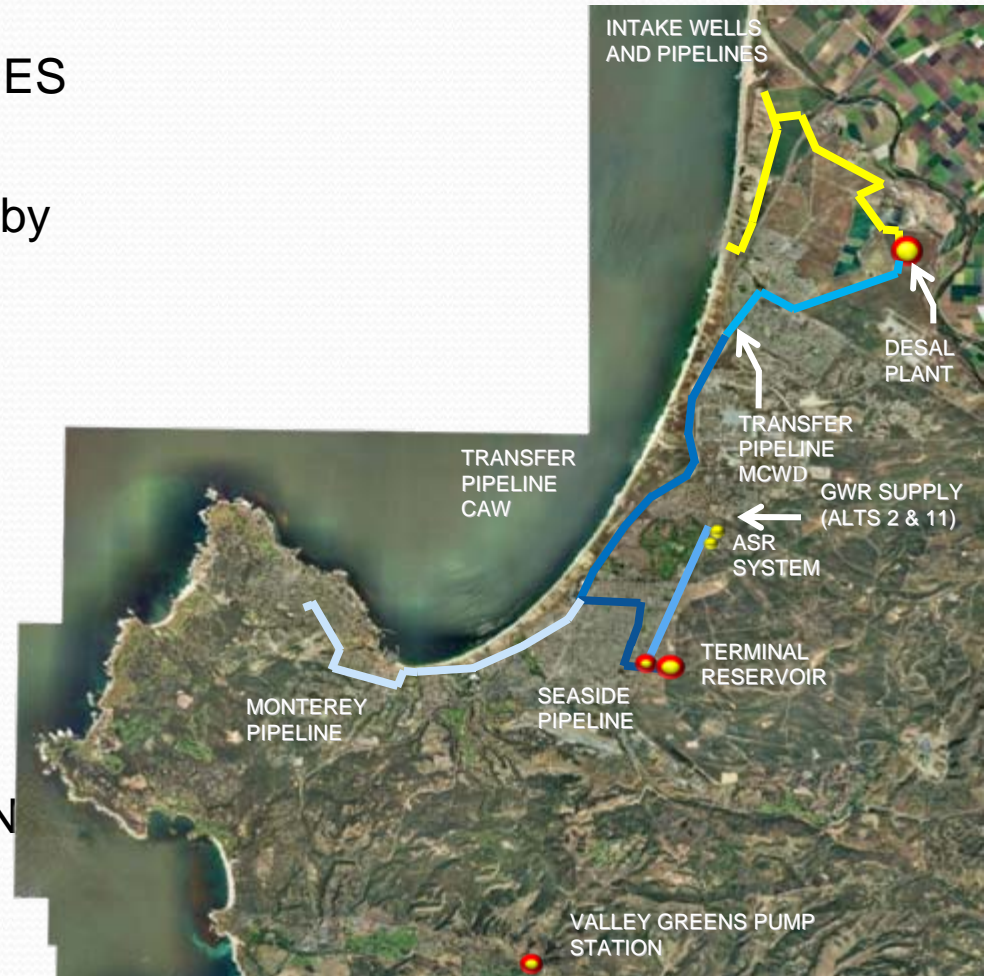 ES
by
N
INTAKE WELLS
AND PIPELINES
DESAL
PLANT
TRANSFER
PIPELINE
MCWD
TRANSFER
PIPELINE
CAW
GWR SUPPLY
(ALTS 2 & 11)
ASR
SYSTEM
TERMINAL
RESERVOIR
SEASIDE
PIPELINE
MONTEREY
PIPELINE
VALLEY GREENS PUMP
STATION